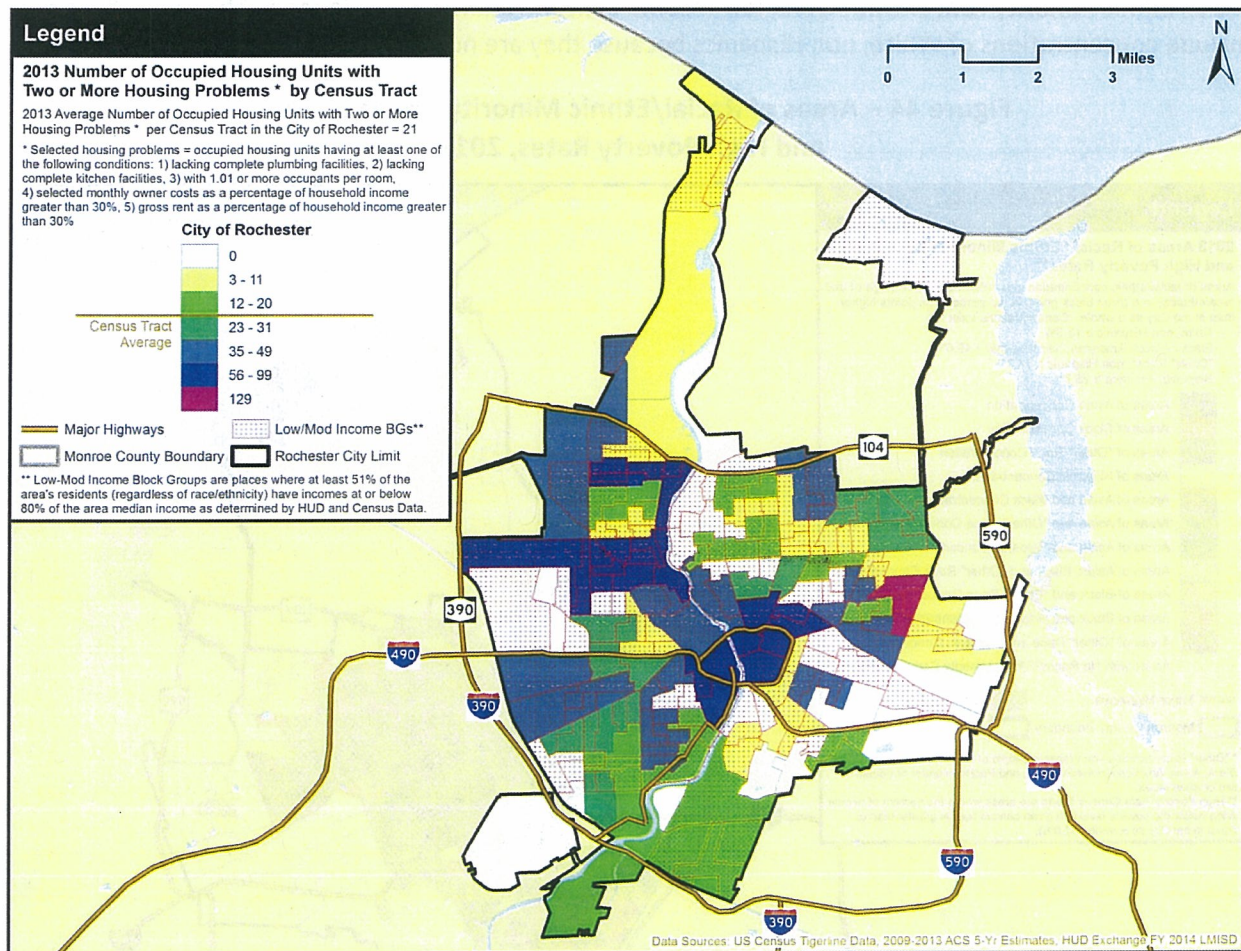 Legend
2013 Number of Occupied Housing Units with
Two or More Housing Problems * by Census Tract
2013 Average Number of Occupied Housing Units with Two or More
Housing Problems * per Census Tract in the City of Rochester = 21
* Selected housing problems = occupied housing units having at least one of
the following conditions: 1) lacking complete plumbing facilities, 2) lacking
complete kitchen facilities, 3) with 1.01 or more occupants per room,
4) selected monthly owner costs as a percentage of household income
greater than 30%, 5) gross rent as a percentage of household income greater
than 30%
City of Rochester
0
3 - 11
12 - 20
Census Tract
Average
23 - 31
35 - 49
56 - 99
129
Major Highways
Low/Mod Income BGs**
Monroe County Boundary
Rochester City Limit
** Low-Mod Income Block Groups are places where at least 51% of the
area's residents (regardless of race/ethnicity) have incomes at or below
80% of the area median income as determined by HUD and Census Data.
N
Miles
0 1 2 3
104
590
390
490
390
490
590
390
Data Sources: US Census Tigerline Data, 2009-2013 ACS 5-Yr Estimates, HUD Exchange FY 2014 LMISD